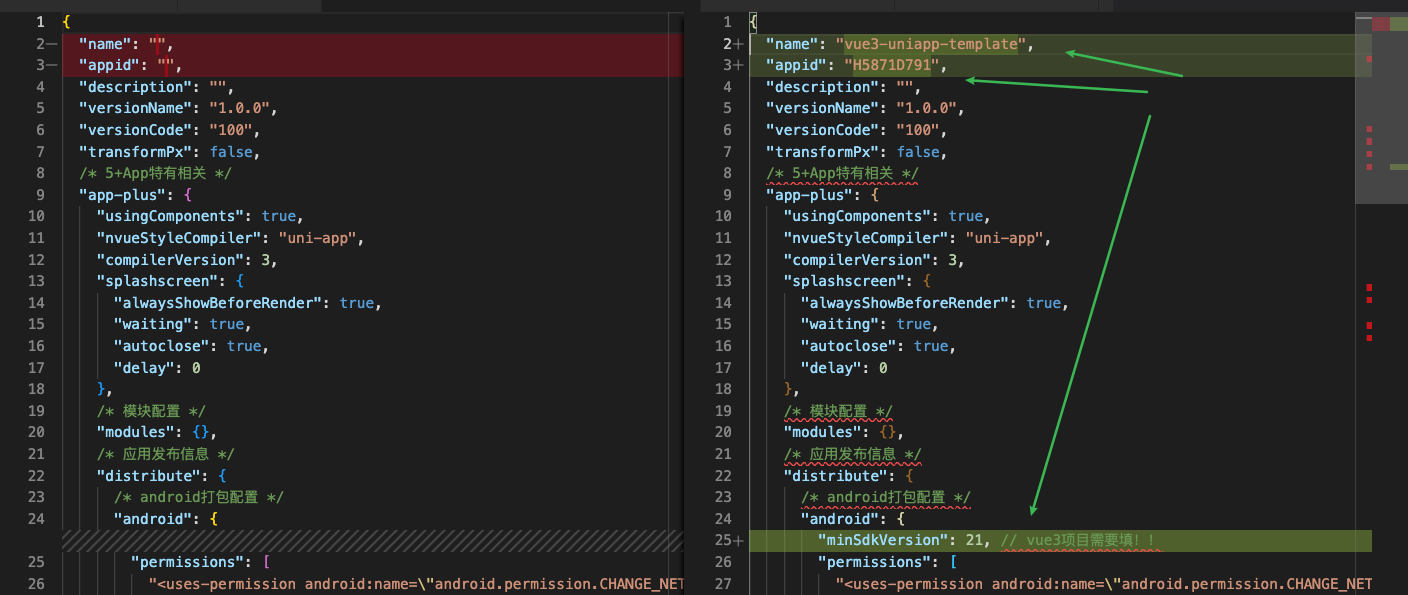 1 {
2— "name": "",
3— "appid": "",
4 "description": "",
5 "versionName": "1.0.0",
6 "versionCode": "100",
7 "transformPx": false,
8 /* 5+App特有相关 */
9 "app-plus": {
10 "usingComponents": true,
11 "nvueStyleCompiler": "uni-app",
12 "compilerVersion": 3,
13 "splashscreen": {
14 "alwaysShowBeforeRender": true,
15 "waiting": true,
16 "autoclose": true,
17 "delay": 0
18 },
19 /* 模块配置 */
20 "modules": {},
21 /* 应用发布信息 */
22 "distribute": {
23 /* android打包配置 */
24 "android": {
25 "permissions": [
26 "<uses-permission android:name=\"android.permission.CHANGE_NET
1 {
2+ "name": "vue3-uniapp-template",
3+ "appid": "H5871D791",
4 "description": "",
5 "versionName": "1.0.0",
6 "versionCode": "100",
7 "transformPx": false,
8 /* 5+App特有相关 */
9 "app-plus": {
10 "usingComponents": true,
11 "nvueStyleCompiler": "uni-app",
12 "compilerVersion": 3,
13 "splashscreen": {
14 "alwaysShowBeforeRender": true,
15 "waiting": true,
16 "autoclose": true,
17 "delay": 0
18 },
19 /* 模块配置 */
20 "modules": {},
21 /* 应用发布信息 */
22 "distribute": {
23 /* android打包配置 */
24 "android": {
25+ "minSdkVersion": 21, // vue3项目需要填！！
26 "permissions": [
27 "<uses-permission android:name=\"android.permission.CHANGE_NET